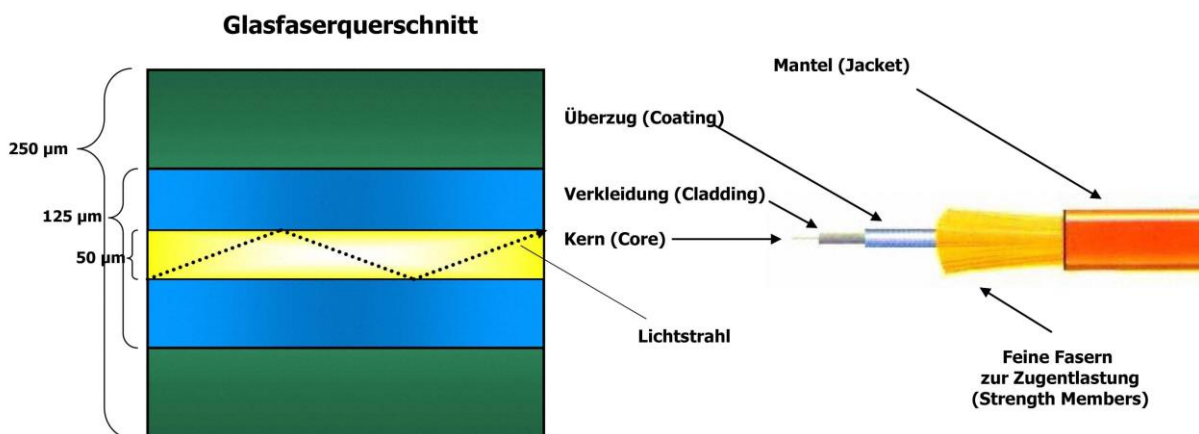 Glasfaserquerschnitt
250 µm
125 µm
50 µm
Lichtstrahl
Mantel (Jacket)
Überzug (Coating)
Verkleidung (Cladding)
Kern (Core)
Feine Fasern
zur Zugentlastung
(Strength Members)